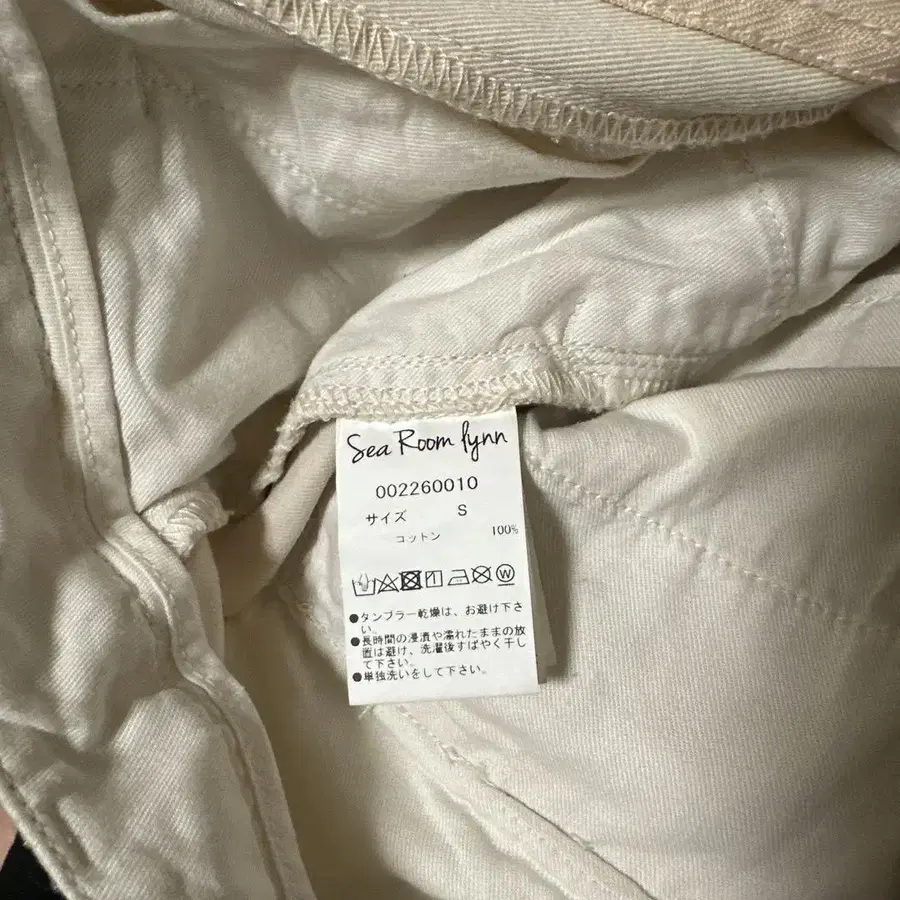 Sea Room lynn
002260010
サイズ S
コットン 100%
W
●タンブラー乾燥は、お避け下さ
い。
●長時間の浸漬や濡れたままの放
置は避け、洗濯後すばやく干し
て下さい。
●単独洗いをして下さい。